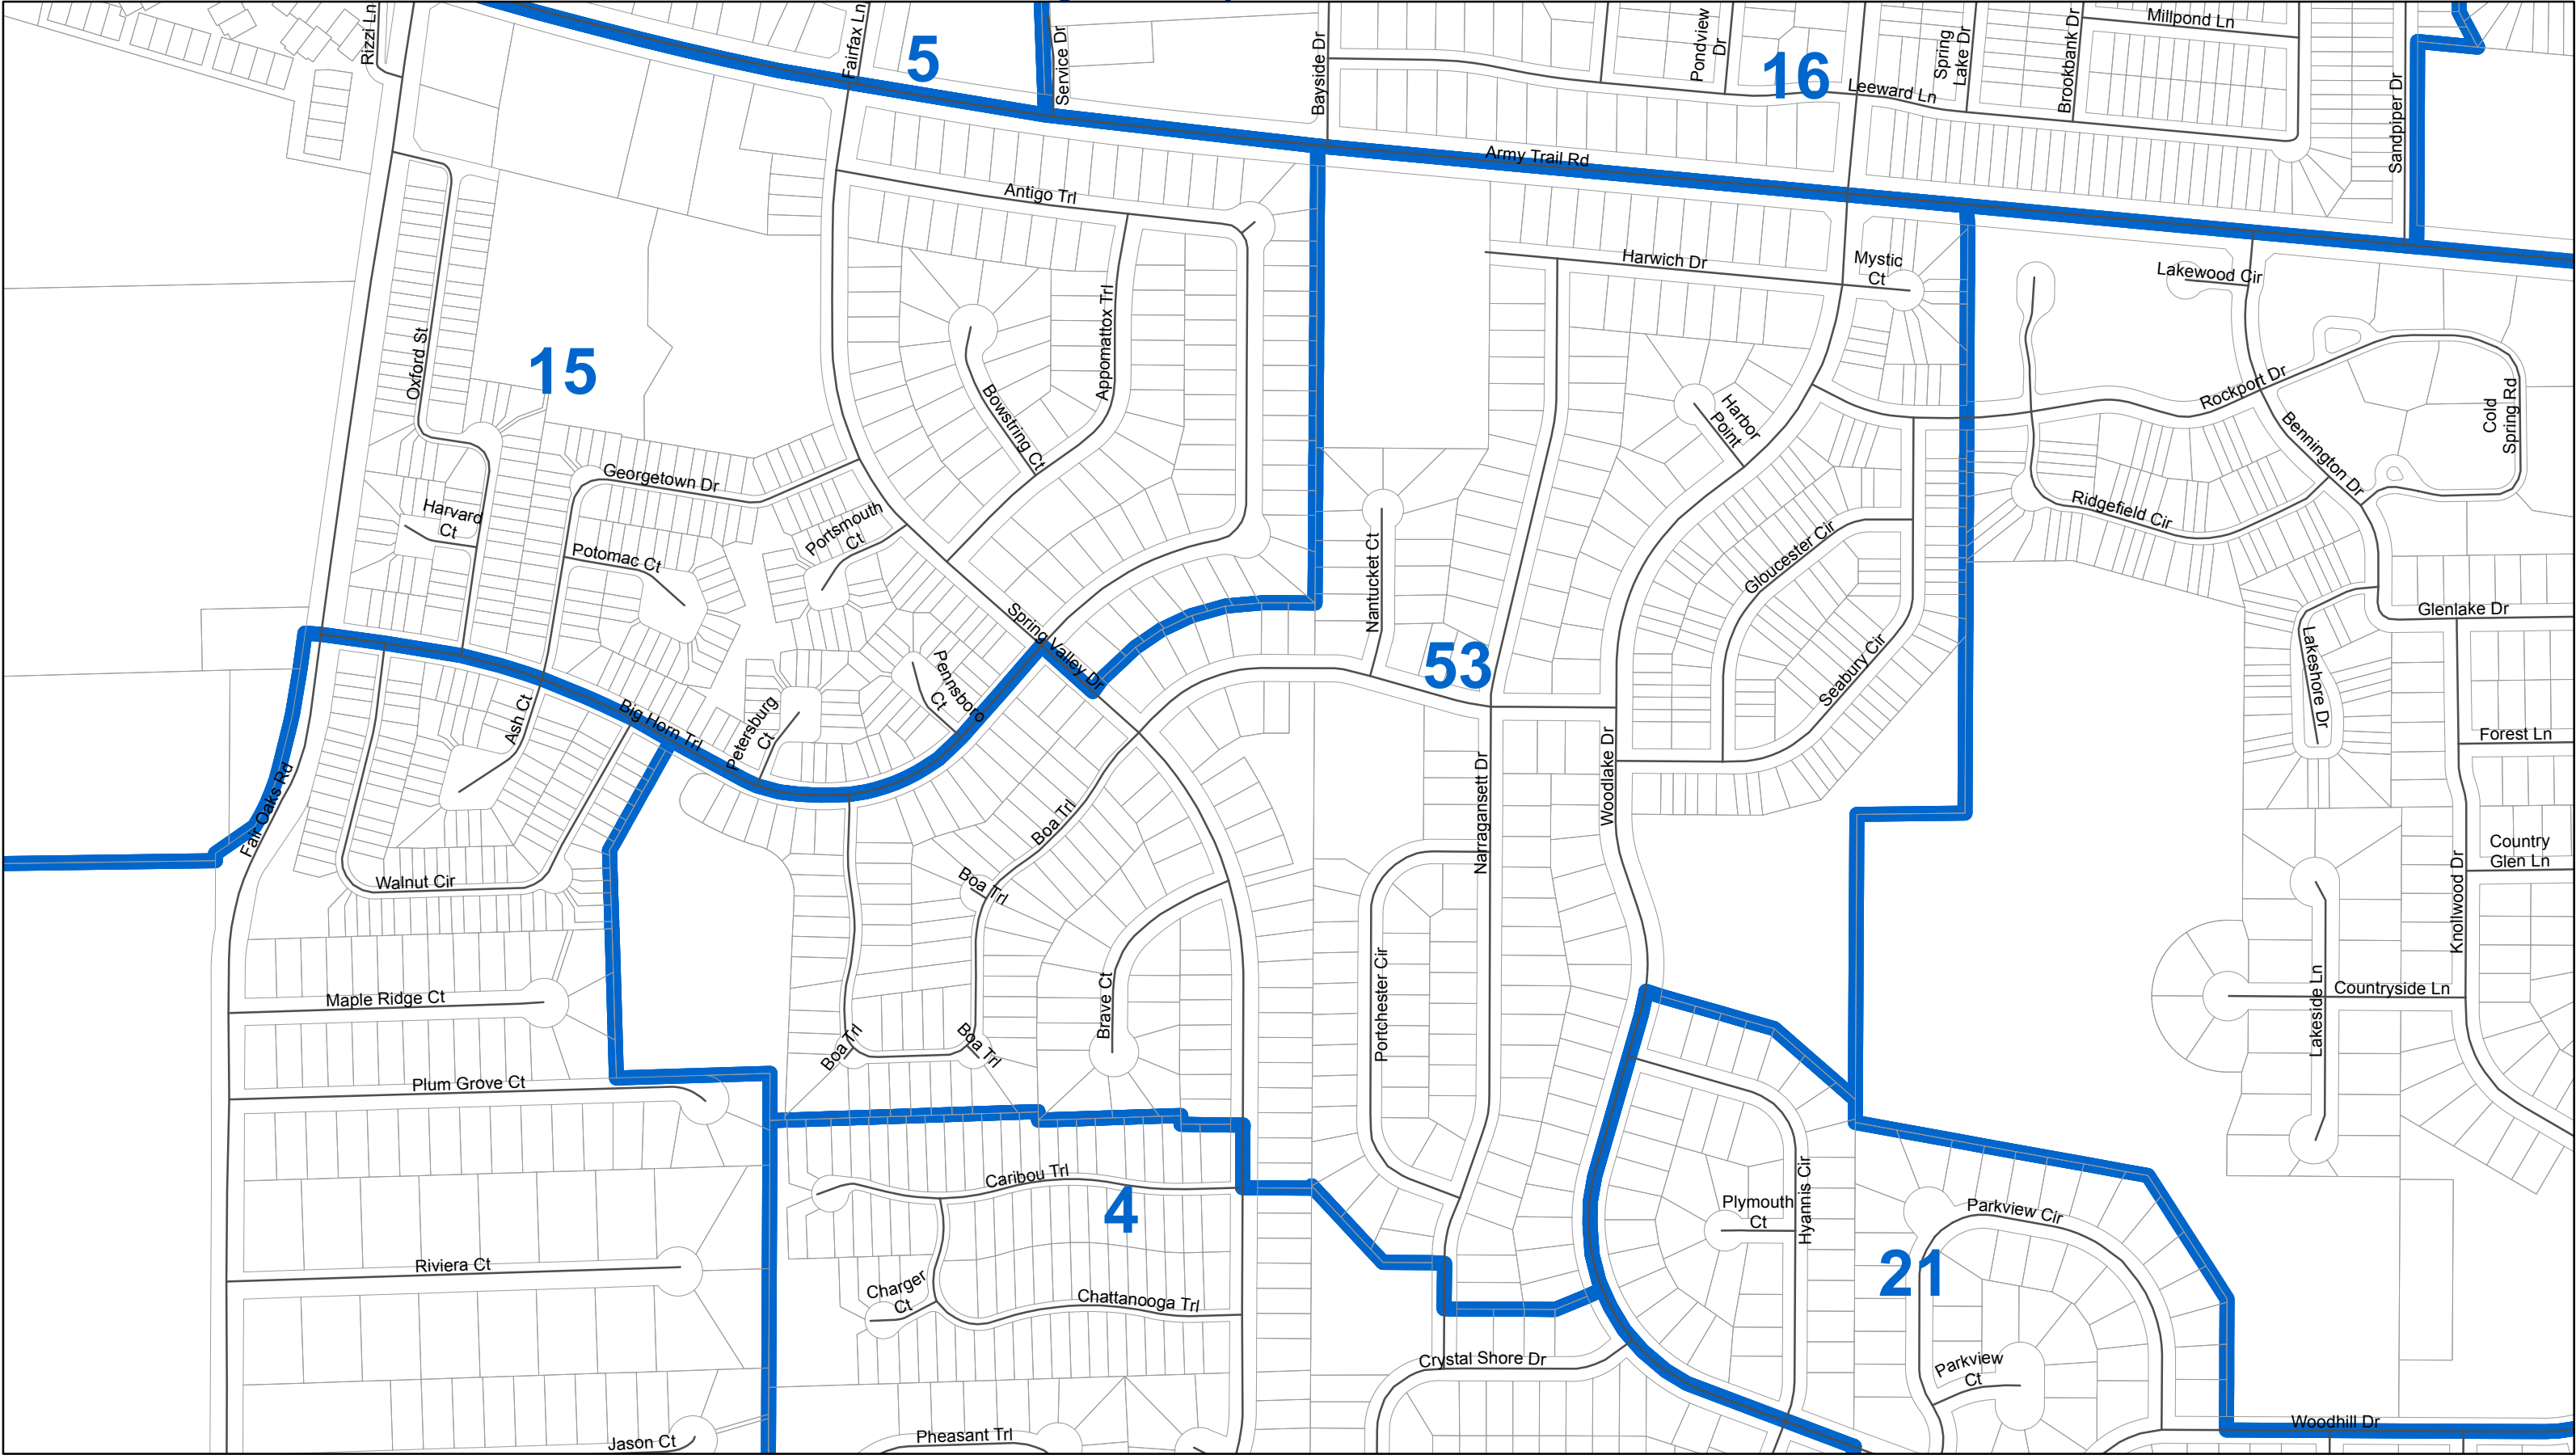 Rizzi Ln
Fairfax Ln
5
Service Dr
Bayside Dr
Pondview
Dr
16
Spring
Lake Dr
Brookbank Dr
Millpond Ln
Leeward Ln
Sandpiper Dr
Army Trail Rd
Antigo Trl
Harwich Dr
Mystic
Ct
Lakewood Cir
Oxford St
15
Appomattox Trl
Bowstring Ct
Harbor
Point
Rockport Dr
Cold
Spring Rd
Bennington Dr
Georgetown Dr
Harvard
Ct
Portsmouth
Ct
Potomac Ct
Nantucket Ct
Gloucester Cir
Ridgefield Cir
Spring Valley Dr
Glenlake Dr
53
Seabury Cir
Lakeshore Dr
Pennsboro
Ct
Ash Ct
Big Horn Trl
Petersburg
Ct
Forest Ln
Fair Oaks Rd
Boa Trl
Narragansett Dr
Woodlake Dr
Country
Glen Ln
Walnut Cir
Boa Trl
Knollwood Dr
Maple Ridge Ct
Brave Ct
Portchester Cir
Lakeside Ln
Countryside Ln
Boa Trl
Boa Trl
Plum Grove Ct
Caribou Trl
4
Plymouth
Ct
Hyannis Cir
Parkview Cir
21
Riviera Ct
Charger
Ct
Chattanooga Trl
Crystal Shore Dr
Parkview
Ct
Woodhill Dr
Jason Ct
Pheasant Trl